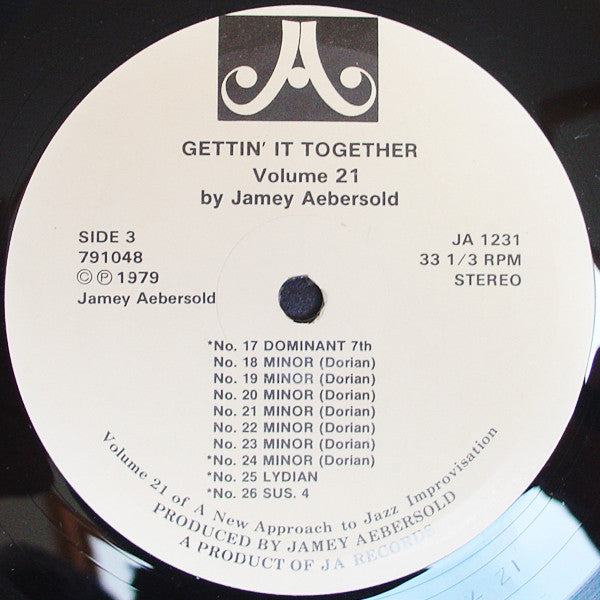 GETTIN' IT TOGETHER
Volume 21
by Jamey Aebersold
SIDE 3
791048
© ℗ 1979
Jamey Aebersold
JA 1231
33 1/3 RPM
STEREO
*No. 17 DOMINANT 7th
No. 18 MINOR (Dorian)
No. 19 MINOR (Dorian)
No. 20 MINOR (Dorian)
No. 21 MINOR (Dorian)
No. 22 MINOR (Dorian)
No. 23 MINOR (Dorian)
*No. 24 MINOR (Dorian)
*No. 25 LYDIAN
*No. 26 SUS. 4
Volume 21 of A New Approach to Jazz Improvisation
PRODUCED BY JAMEY AEBERSOLD
A PRODUCT OF JA RECORDS
21